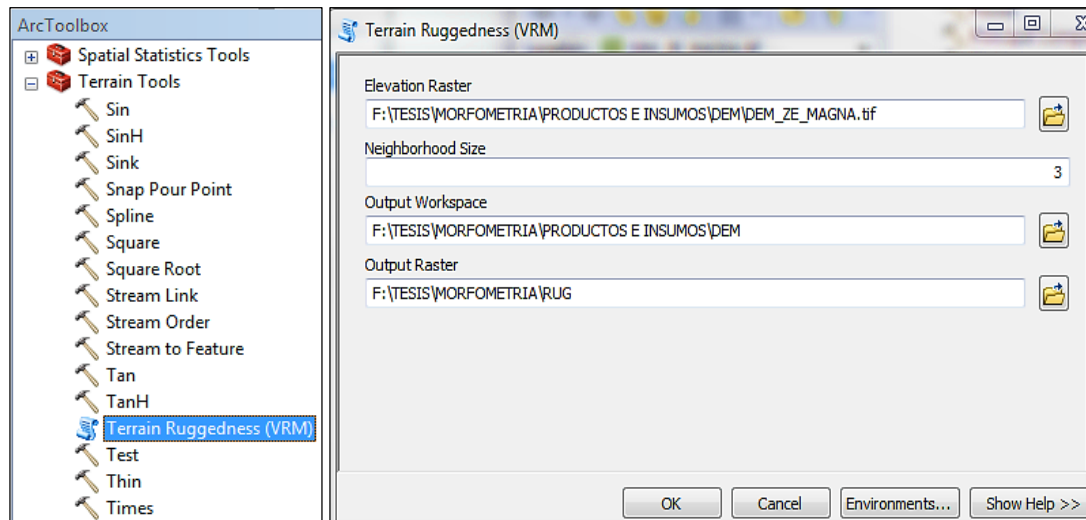 ArcToolbox
Spatial Statistics Tools
Terrain Tools
Sin
SinH
Sink
Snap Pour Point
Spline
Square
Square Root
Stream Link
Stream Order
Stream to Feature
Tan
TanH
Terrain Ruggedness (VRM)
Test
Thin
Times
Terrain Ruggedness (VRM)
Elevation Raster
F:\TESIS\MORFOMETRIA\PRODUCTOS E INSUMOS\DEM\DEM_ZE_MAGNA.tif
Neighborhood Size
3
Output Workspace
F:\TESIS\MORFOMETRIA\PRODUCTOS E INSUMOS\DEM
Output Raster
F:\TESIS\MORFOMETRIA\RUG
OK Cancel Environments... Show Help >>